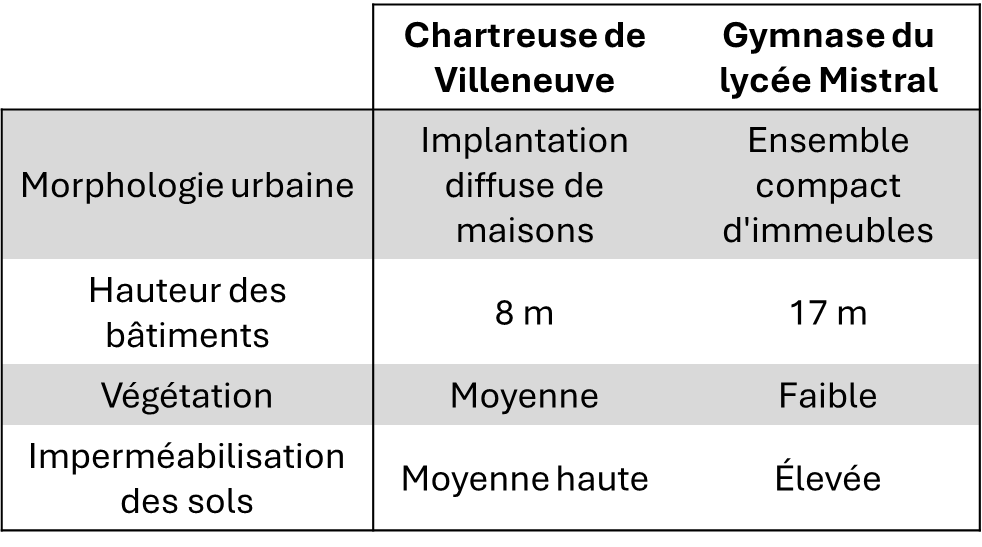 Chartreuse de
Villeneuve
Gymnase du
lycée Mistral
Morphologie urbaine
Implantation
diffuse de
maisons
Ensemble
compact
d'immeubles
Hauteur des
bâtiments
8 m
17 m
Végétation
Moyenne
Faible
Imperméabilisation
des sols
Moyenne haute
Élevée